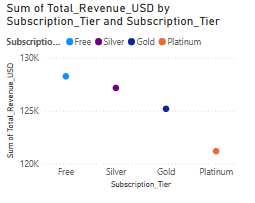 Sum of Total_Revenue_USD by
Subscription_Tier and Subscription_Tier
Subscriptio... Free Silver Gold Platinum
130K
125K
120K
Sum of Total_Revenue_USD
Free Silver Gold Platinum
Subscription_Tier